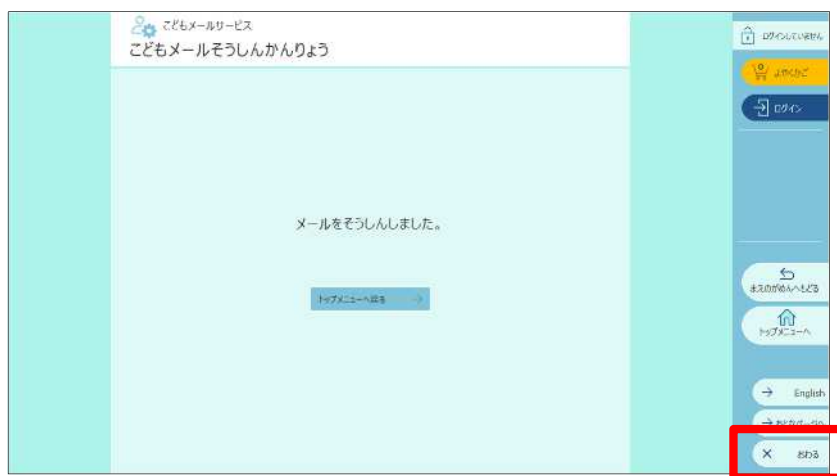 こどもメールサービス
こどもメールそうしんかんりょう
メールをそうしんしました。
トップメニューへ戻る
ログインしていません
よやくかご
ログイン
まえのがめんへもどる
トップメニューへ
English
おわる